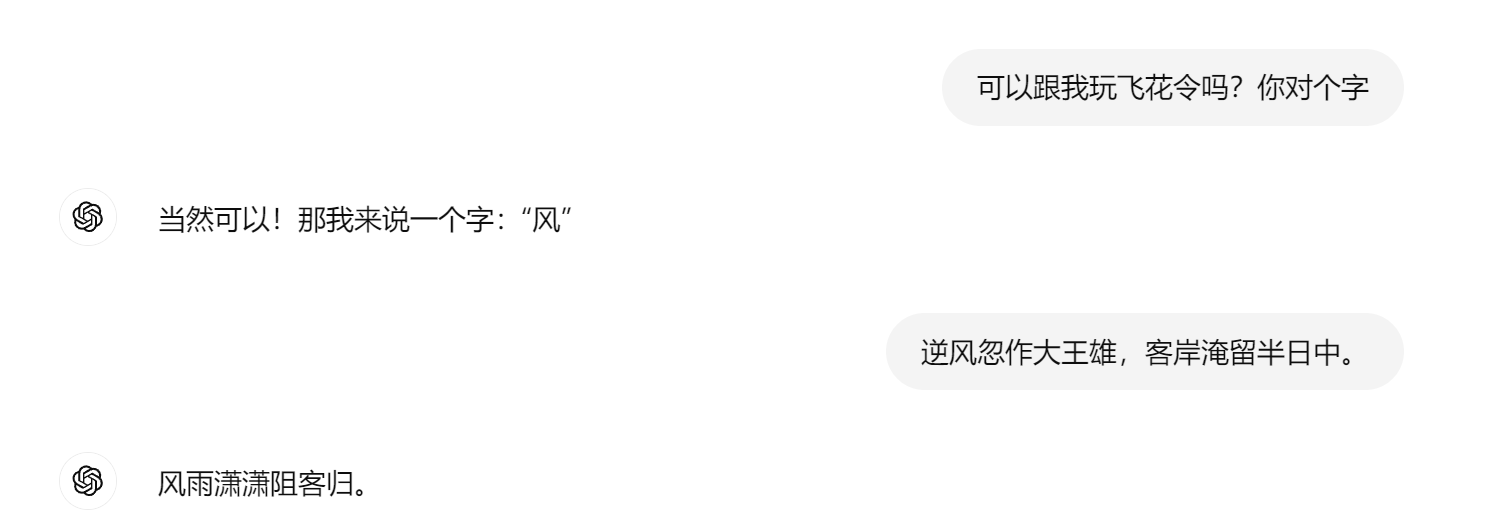 可以跟我玩飞花令吗？你对个字
当然可以！那我来说一个字：“风”
逆风忽作大王雄，客岸淹留半日中。
风雨潇潇阻客归。